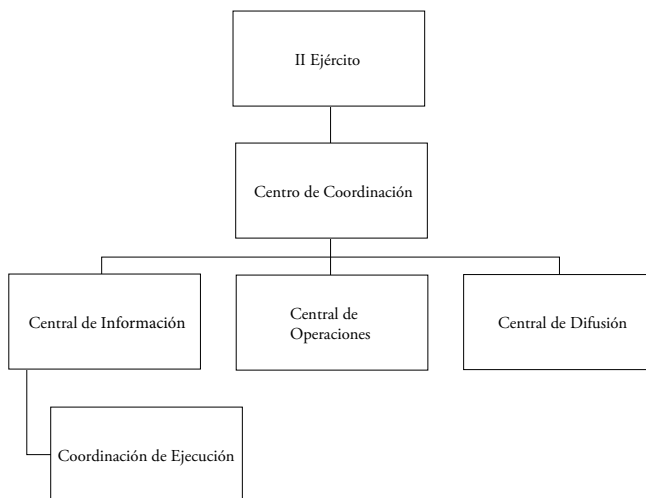 II Ejército
Centro de Coordinación
Central de Información
Central de
Operaciones
Central de Difusión
Coordinación de Ejecución